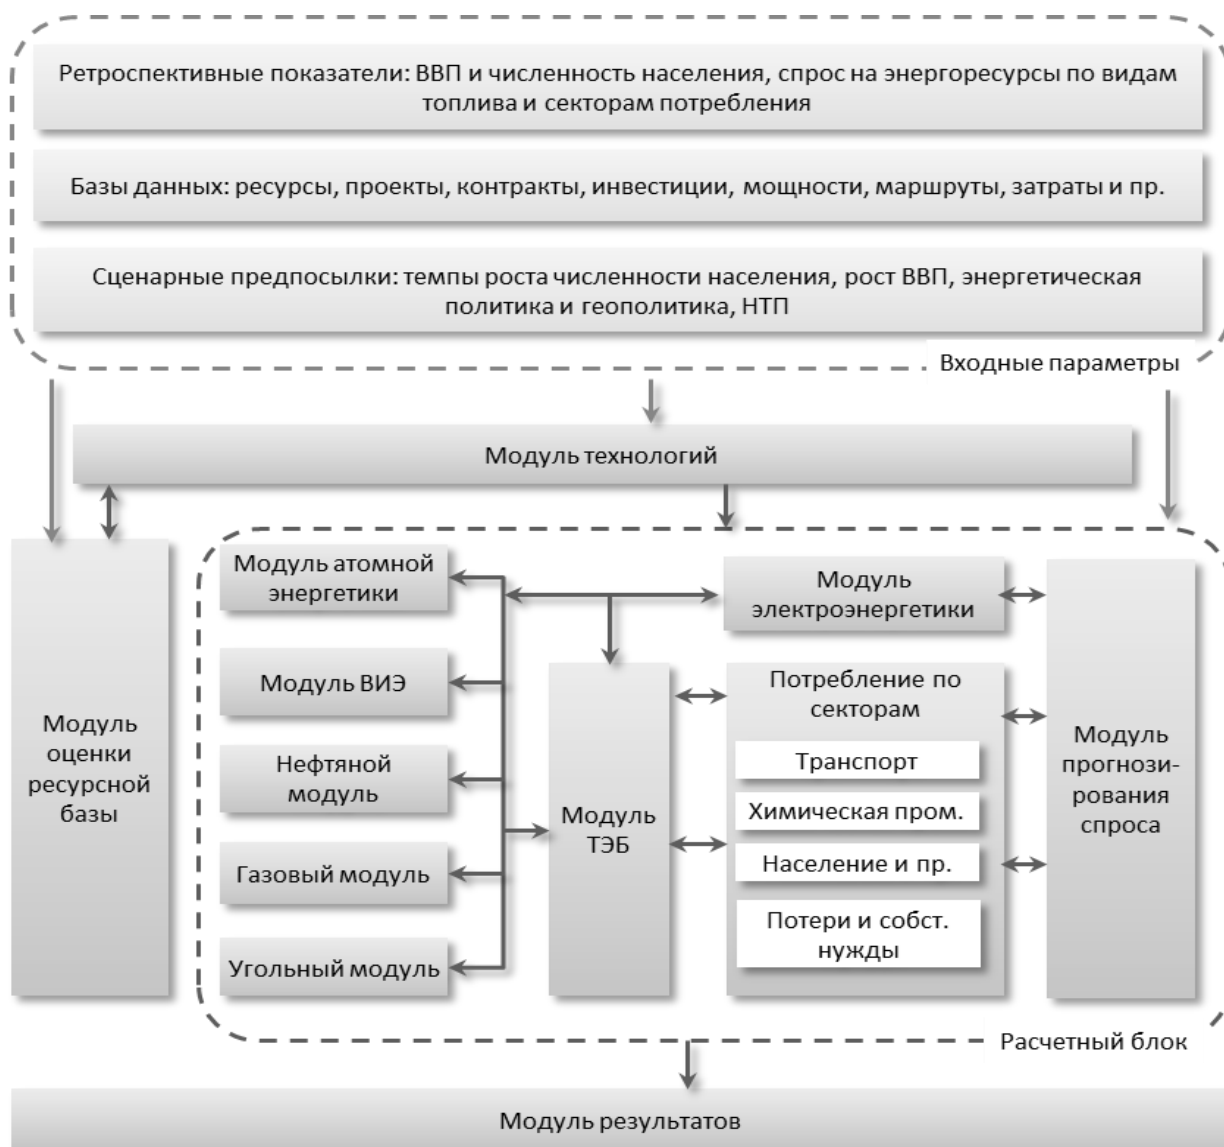 Ретроспективные показатели: ВВП и численность населения, спрос на энергоресурсы по видам
топлива и секторам потребления
Базы данных: ресурсы, проекты, контракты, инвестиции, мощности, маршруты, затраты и пр.
Сценарные предпосылки: темпы роста численности населения, рост ВВП, энергетическая
политика и геополитика, НТП
Входные параметры
Модуль технологий
Модуль
оценки
ресурсной
базы
Модуль атомной
энергетики
Модуль ВИЭ
Нефтяной
модуль
Газовый модуль
Угольный модуль
Модуль
ТЭБ
Модуль
электроэнергетики
Потребление по
секторам
Транспорт
Химическая пром.
Население и пр.
Потери и собст.
нужды
Модуль
прогнози-
рования
спроса
Расчетный блок
Модуль результатов